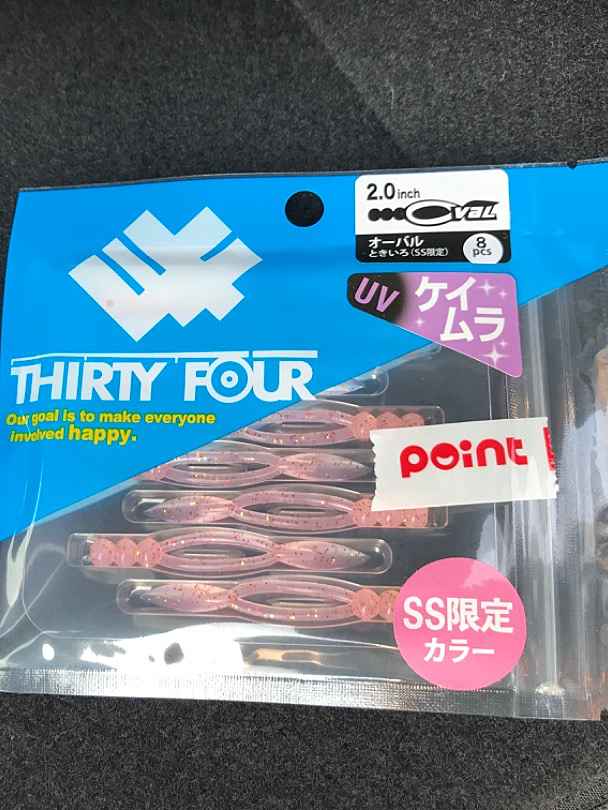 2.0 inch
OVaL
オーバル
ときいろ（SS限定）
8
pcs
UV
ケイ
ムラ
THIRTY FOUR
Our goal is to make everyone
involved happy.
point
SS限定
カラー